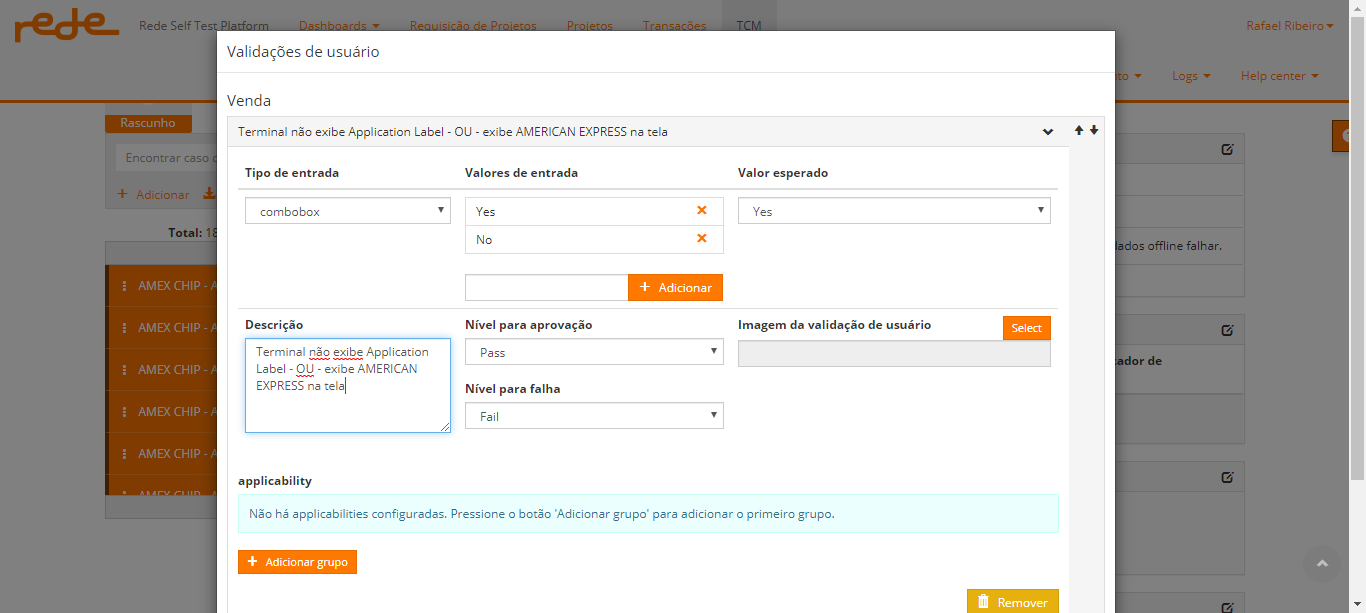 rede Rede Self Test Platform Dashboards Requisição de Projetos Projetos Transações TCM Rafael Ribeiro
Validações de usuário
Logs Help center
Venda
Rascunho
Terminal não exibe Application Label - OU - exibe AMERICAN EXPRESS na tela
Encontrar caso
Tipo de entrada Valores de entrada Valor esperado
Adicionar
combobox Yes Yes
Total: 18
No
dados offline falhar.
Adicionar
AMEX CHIP - A
Descrição Nível para aprovação Imagem da validação de usuário Select
AMEX CHIP - A
Terminal não exibe Application
Label - OU - exibe AMERICAN
EXPRESS na tela
Pass
AMEX CHIP - A
Nível para falha
AMEX CHIP - A
Fail
AMEX CHIP - A
applicability
AMEX CHIP - A
Não há applicabilities configuradas. Pressione o botão 'Adicionar grupo' para adicionar o primeiro grupo.
Adicionar grupo
Remover